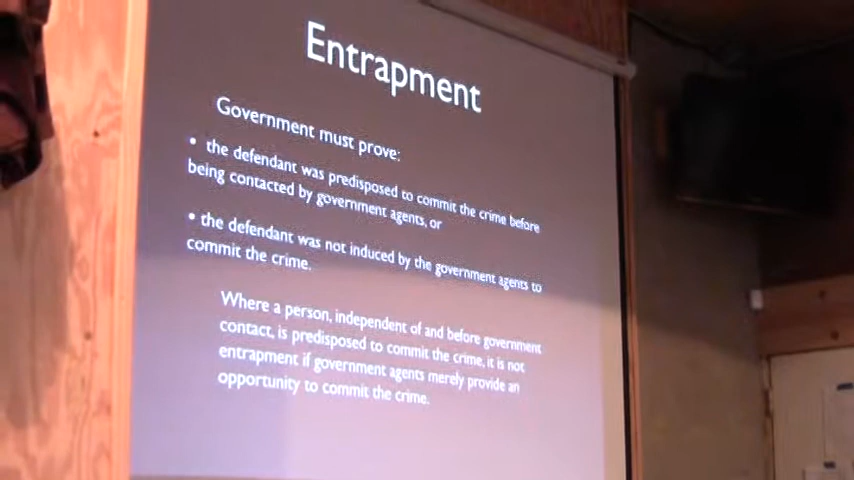 Entrapment
Government must prove:
• the defendant was predisposed to commit the crime before
being contacted by government agents, or
• the defendant was not induced by the government agents to
commit the crime.
Where a person, independent of and before government
contact, is predisposed to commit the crime, it is not
entrapment if government agents merely provide an
opportunity to commit the crime.